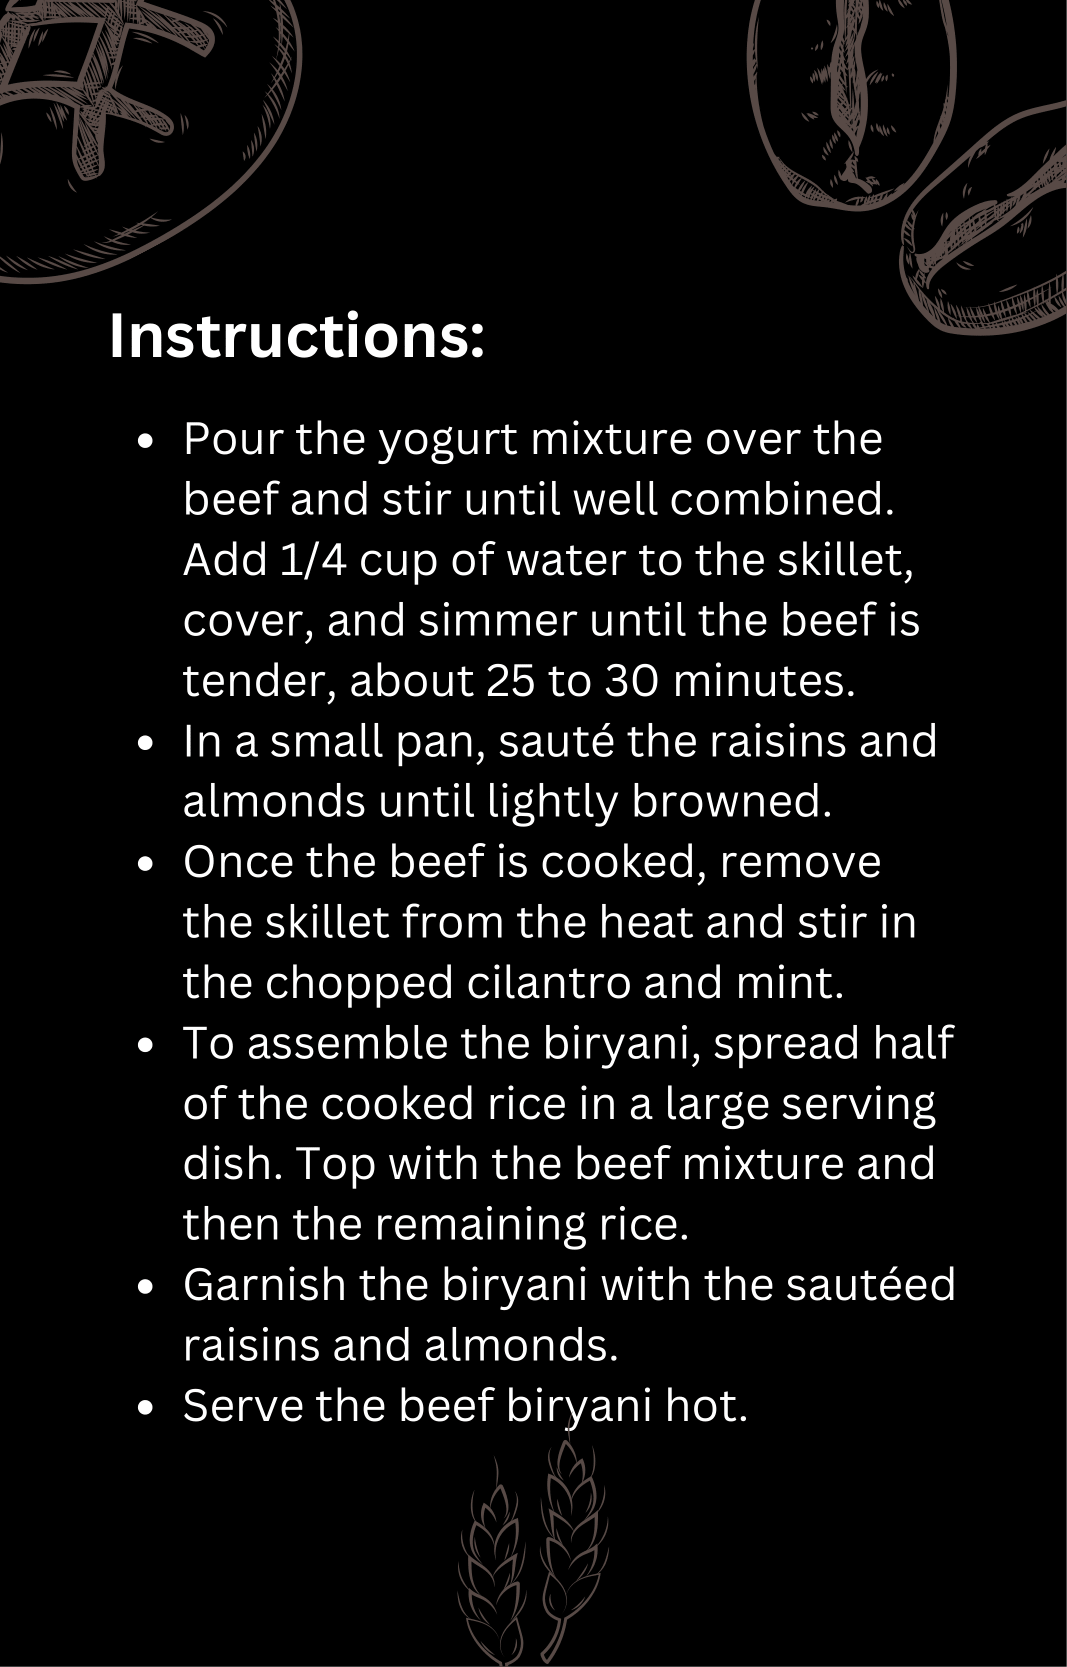 Instructions:
• Pour the yogurt mixture over the
beef and stir until well combined.
Add 1/4 cup of water to the skillet,
cover, and simmer until the beef is
tender, about 25 to 30 minutes.
• In a small pan, sauté the raisins and
almonds until lightly browned.
• Once the beef is cooked, remove
the skillet from the heat and stir in
the chopped cilantro and mint.
• To assemble the biryani, spread half
of the cooked rice in a large serving
dish. Top with the beef mixture and
then the remaining rice.
• Garnish the biryani with the sautéed
raisins and almonds.
• Serve the beef biryani hot.